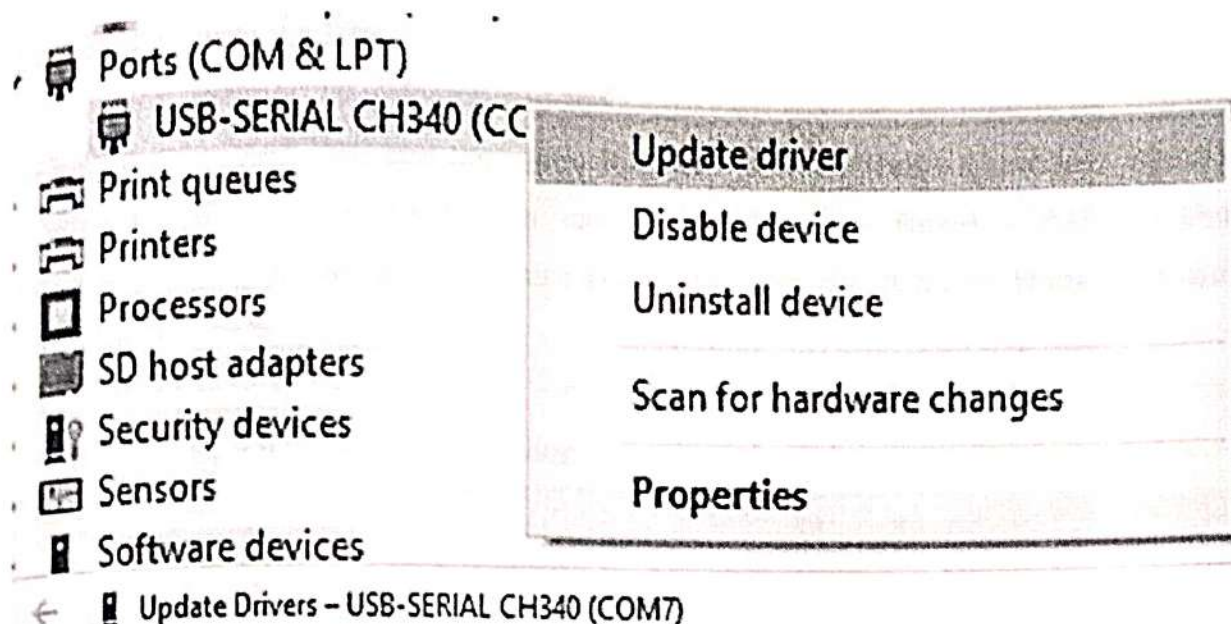 Ports (COM & LPT)
USB-SERIAL CH340 (CC
Print queues
Printers
Processors
SD host adapters
Security devices
Sensors
Software devices
Update driver
Disable device
Uninstall device
Scan for hardware changes
Properties
Update Drivers – USB-SERIAL CH340 (COM7)